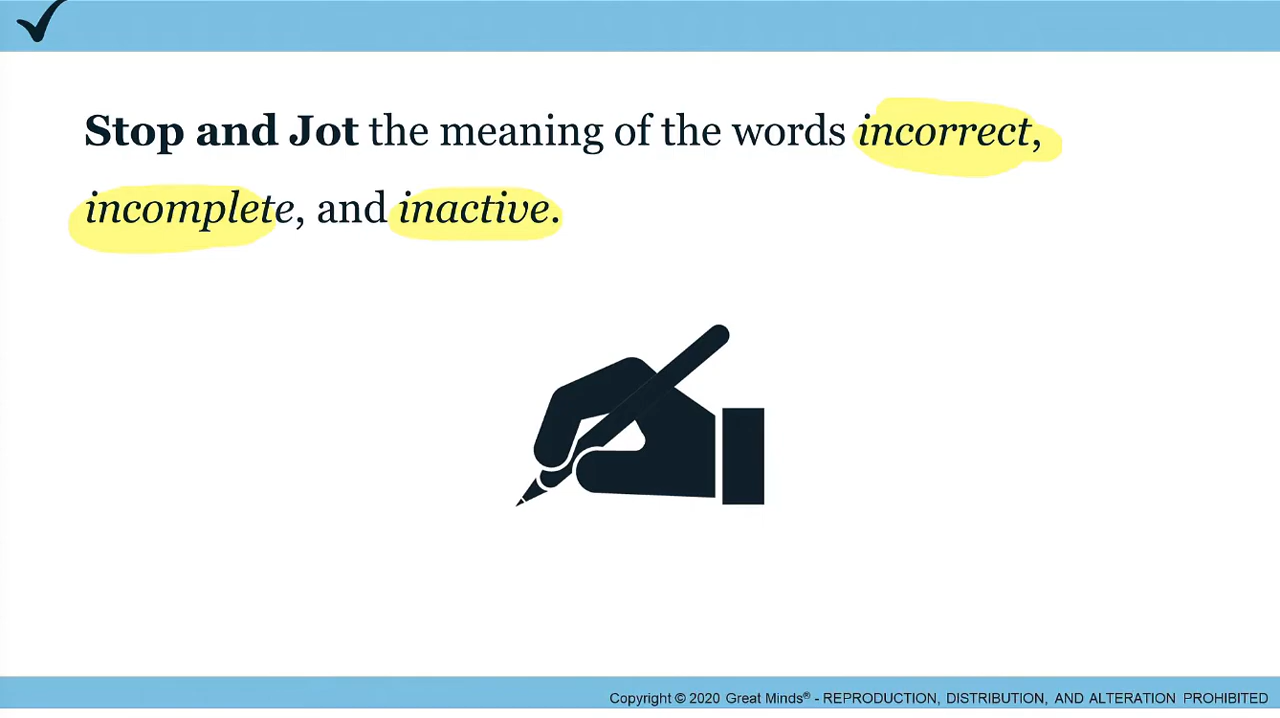 Stop and Jot the meaning of the words incorrect,
incomplete, and inactive.
Copyright © 2020 Great Minds® - REPRODUCTION, DISTRIBUTION, AND ALTERATION PROHIBITED